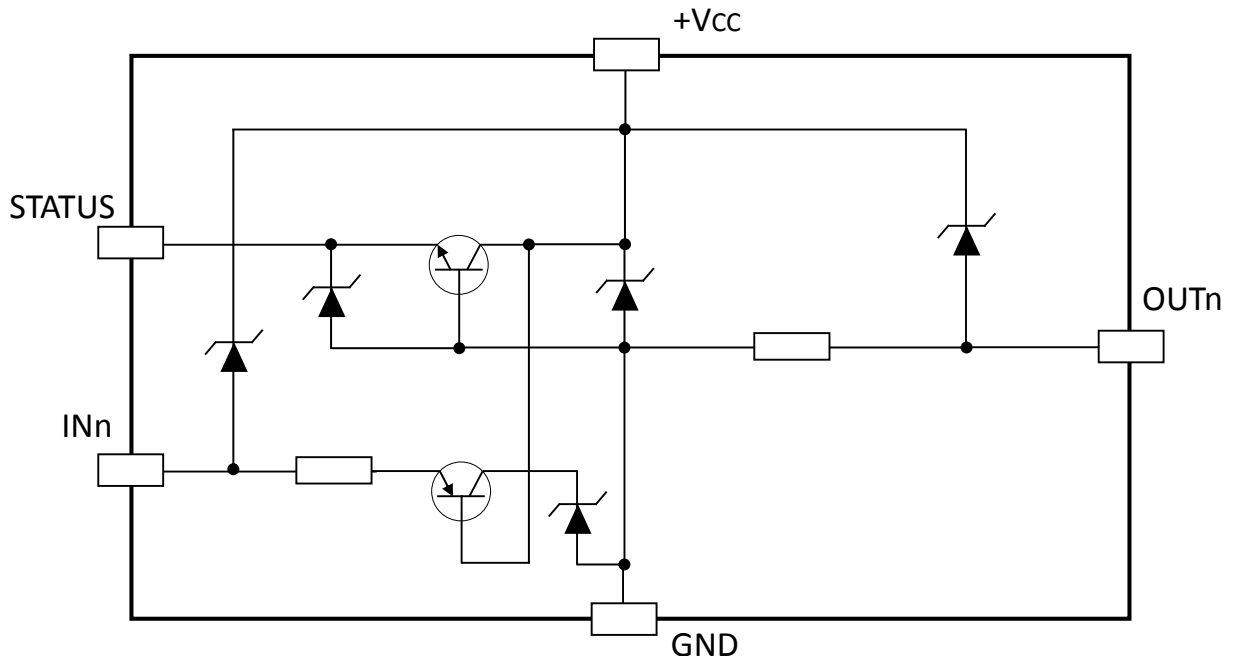 +Vcc
STATUS
OUTn
INn
GND